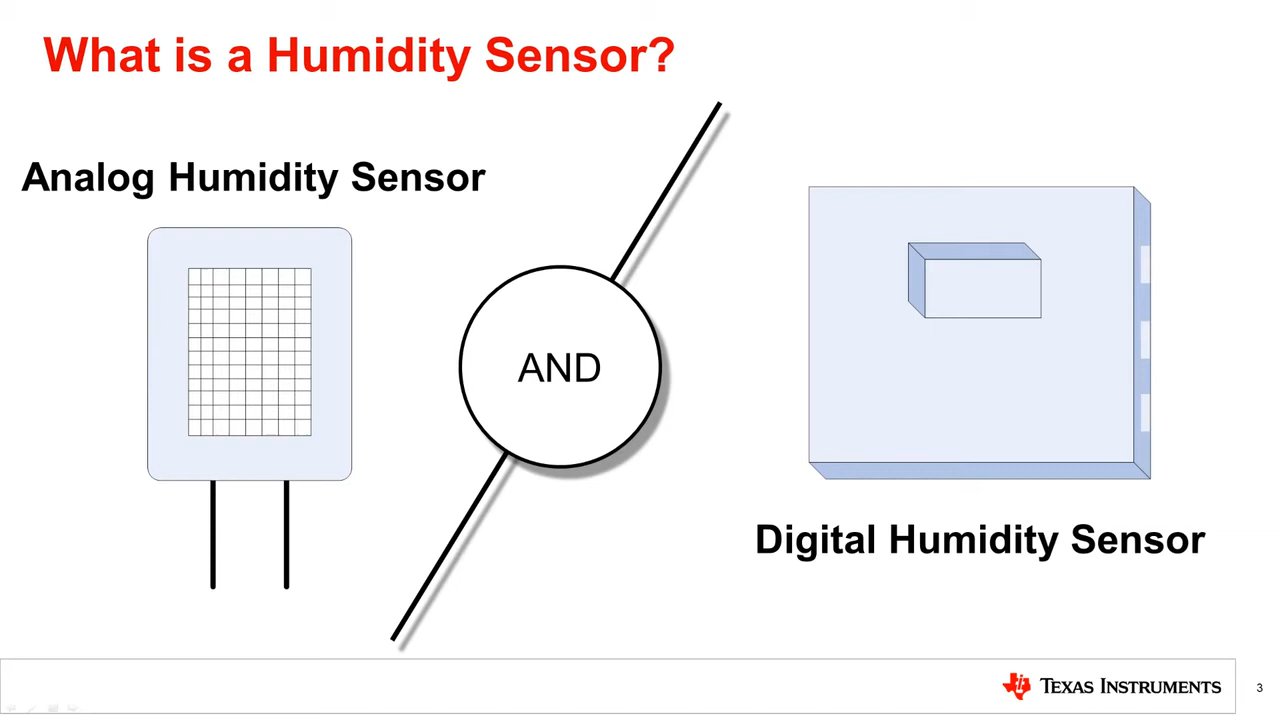 What is a Humidity Sensor?
Analog Humidity Sensor
AND
Digital Humidity Sensor
TEXAS INSTRUMENTS
3